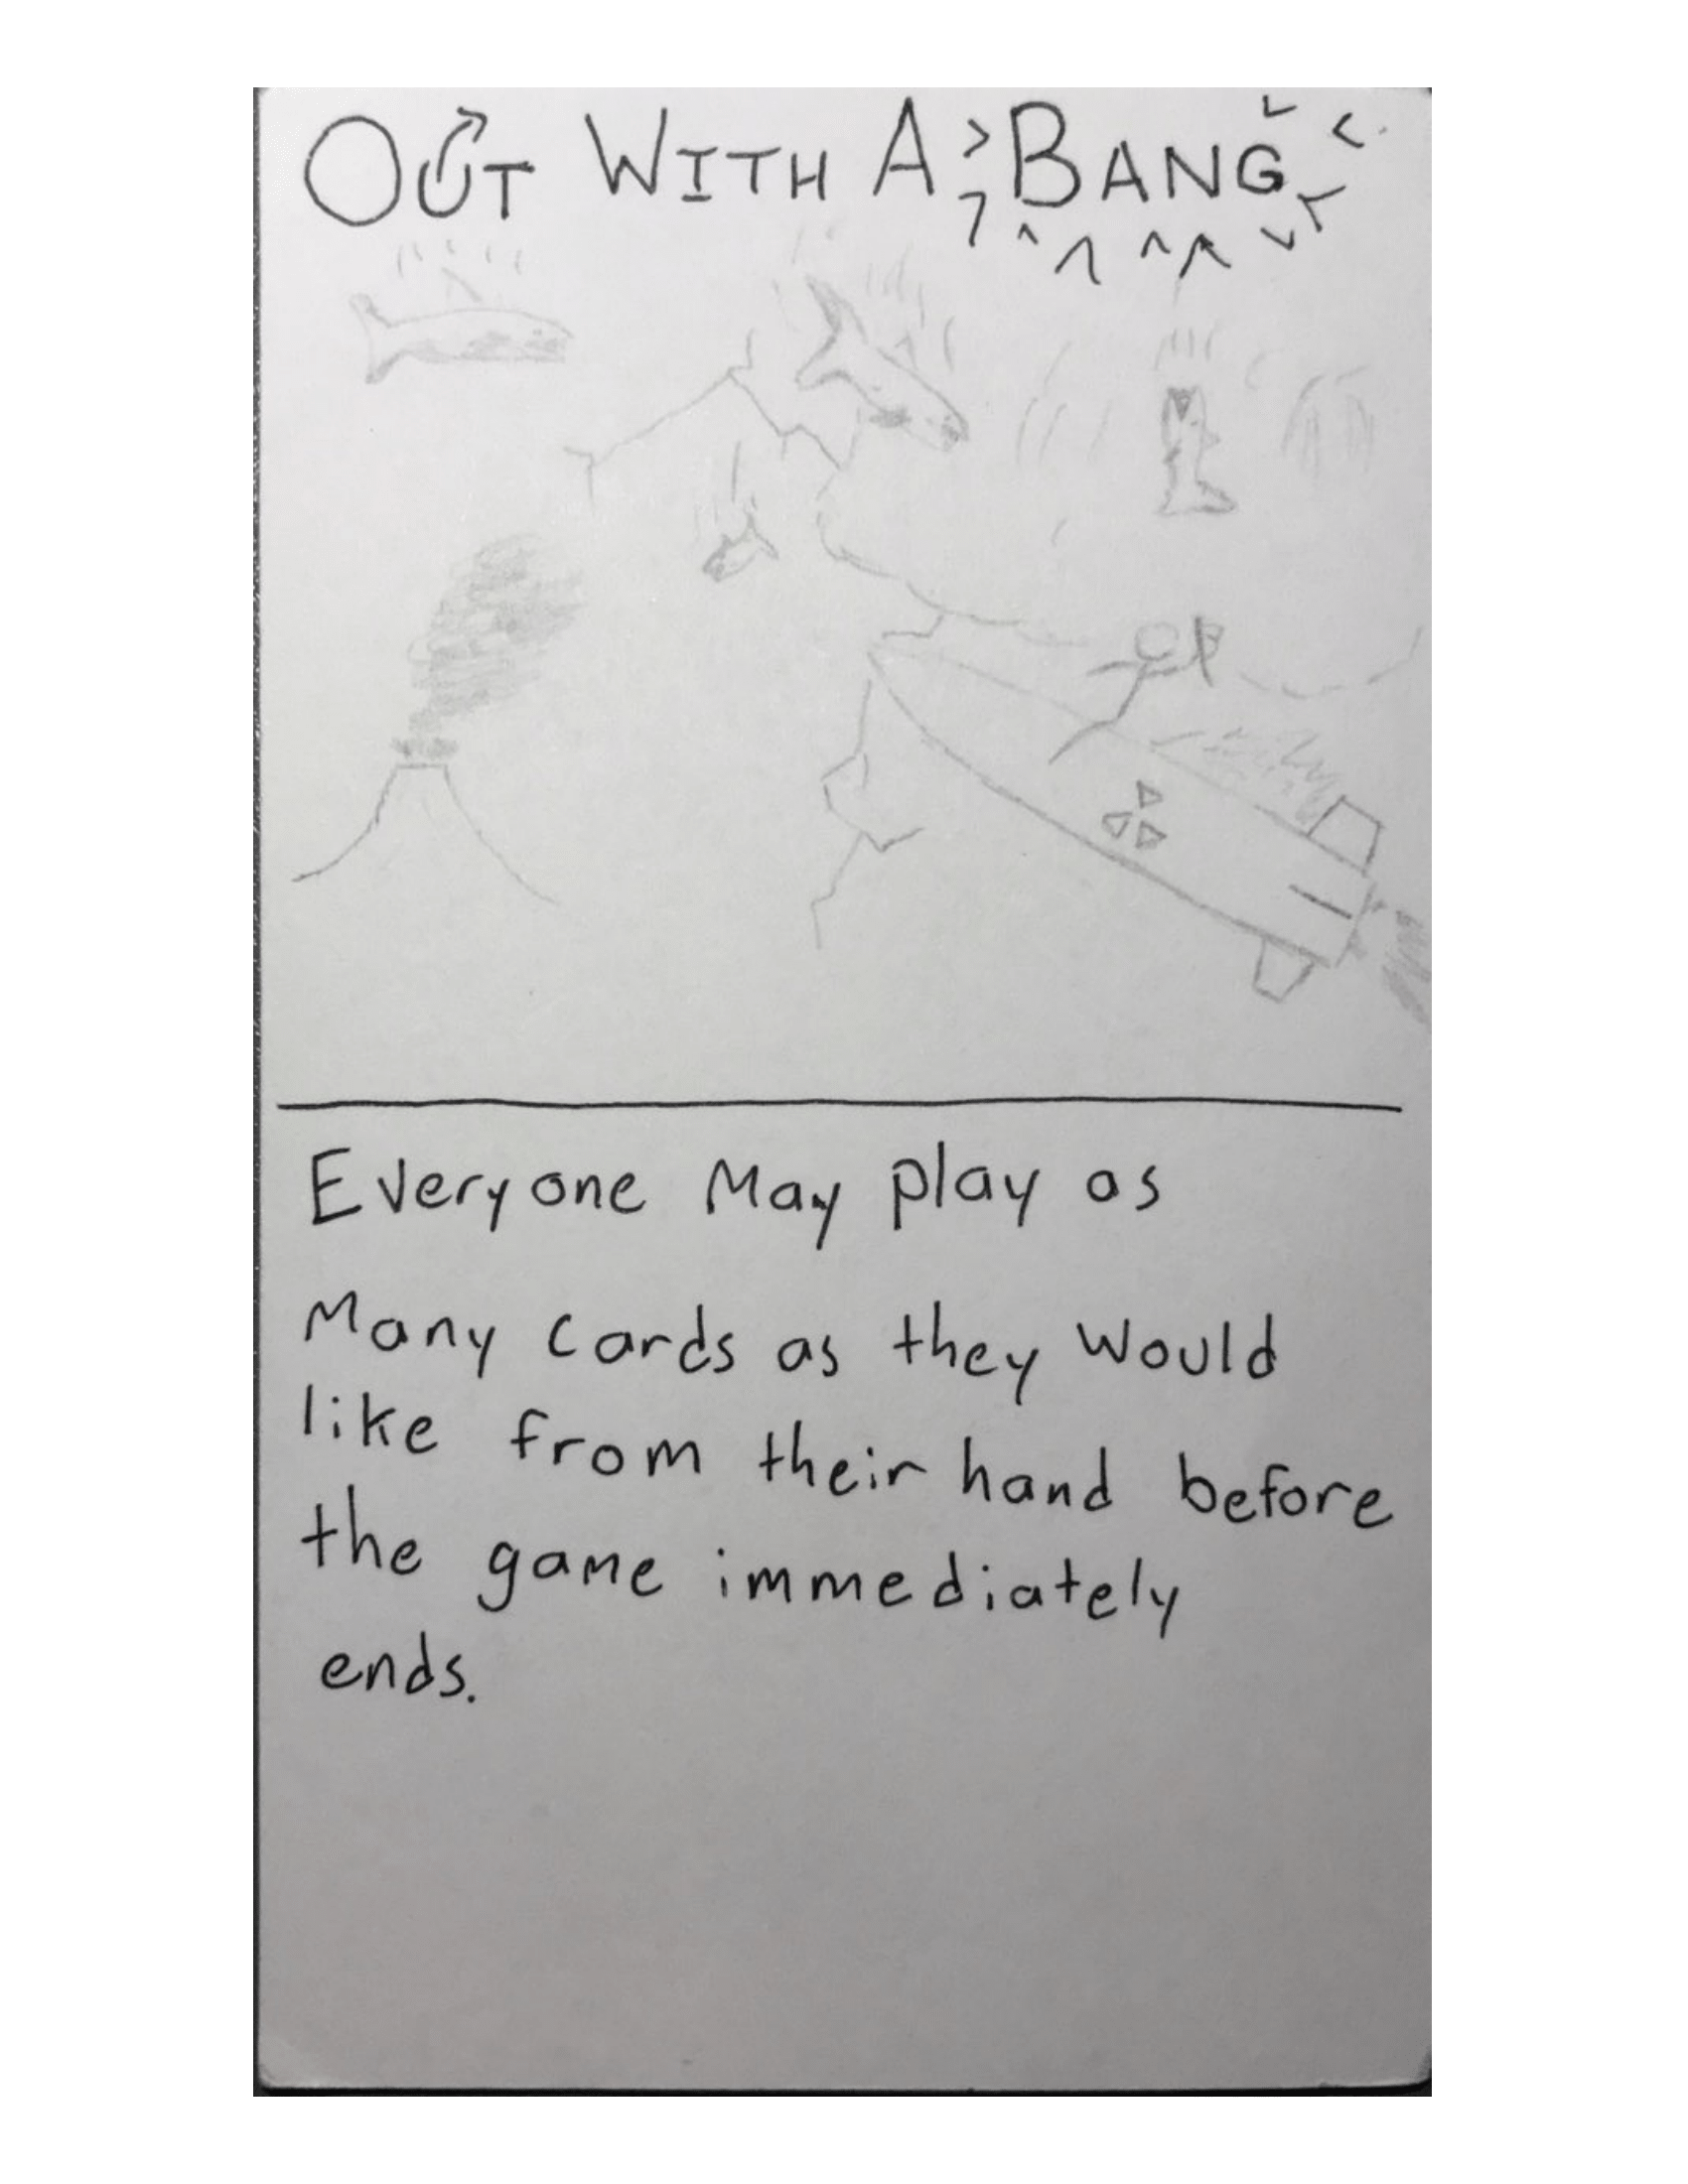 OUT WITH A BANG
Everyone May play as
Many cards as they would
like from their hand before
the game immediately
ends.